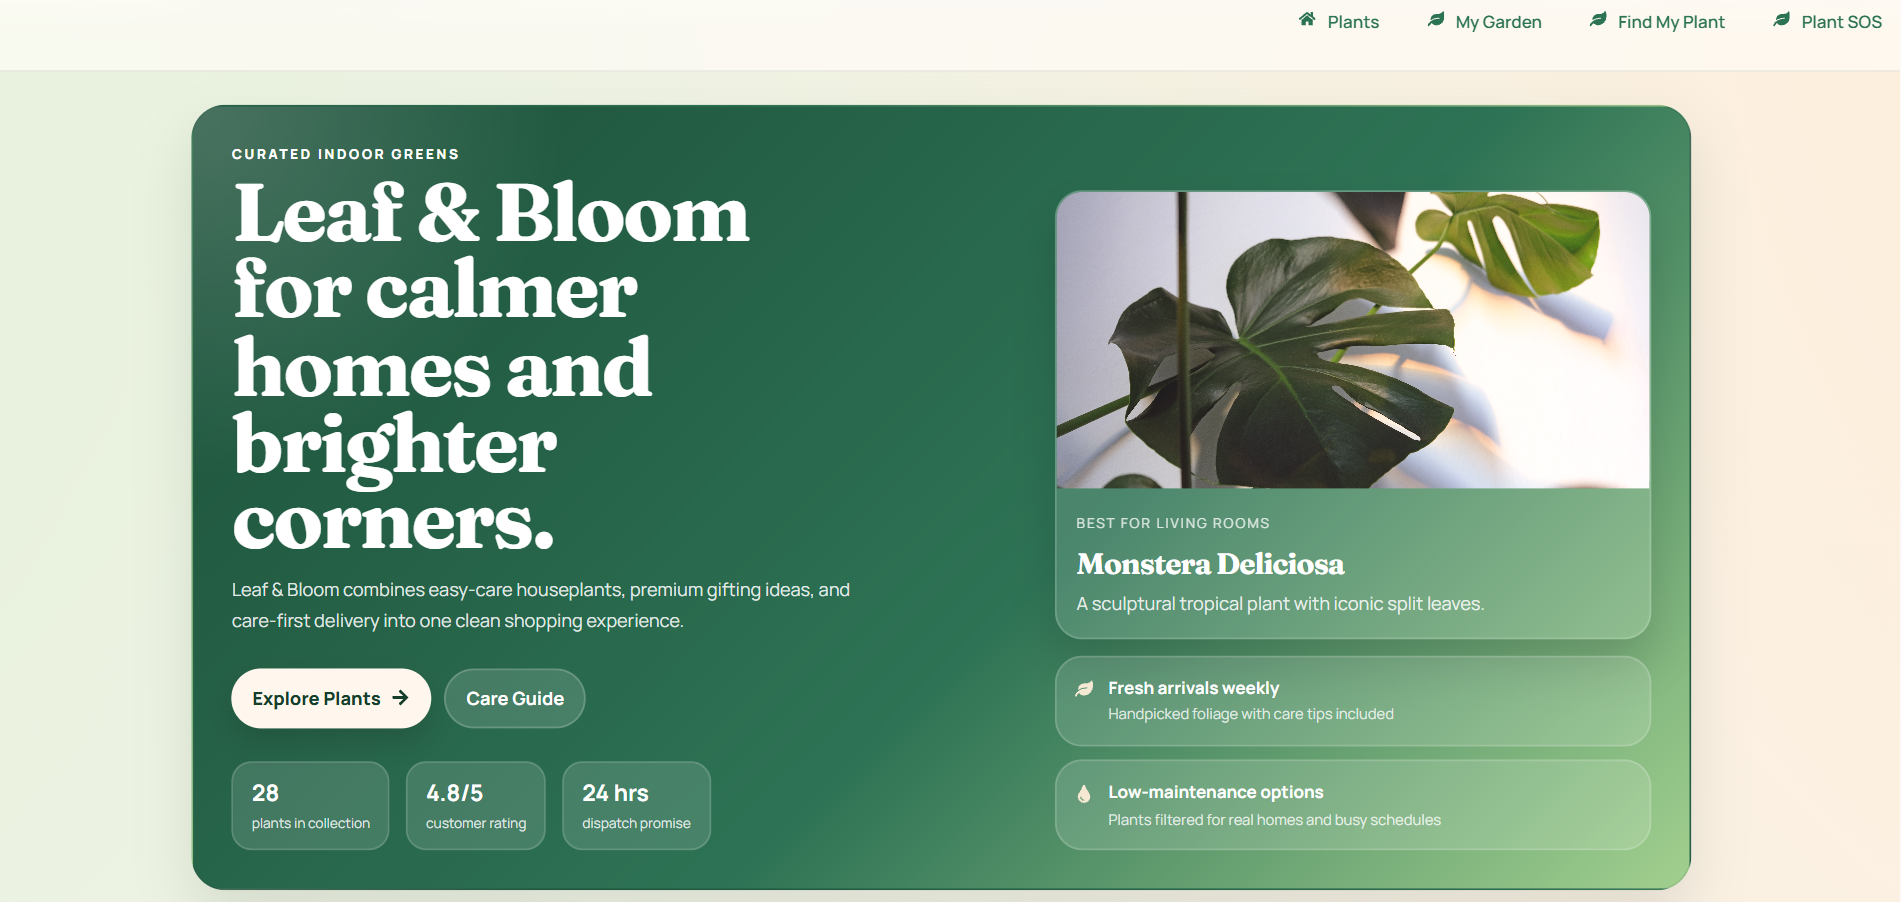 Plants
My Garden
Find My Plant
Plant SOS
CURATED INDOOR GREENS
Leaf & Bloom
for calmer
homes and
brighter
corners.
Leaf & Bloom combines easy-care houseplants, premium gifting ideas, and
care-first delivery into one clean shopping experience.
Explore Plants
Care Guide
28
plants in collection
4.8/5
customer rating
24 hrs
dispatch promise
BEST FOR LIVING ROOMS
Monstera Deliciosa
A sculptural tropical plant with iconic split leaves.
Fresh arrivals weekly
Handpicked foliage with care tips included
Low-maintenance options
Plants filtered for real homes and busy schedules